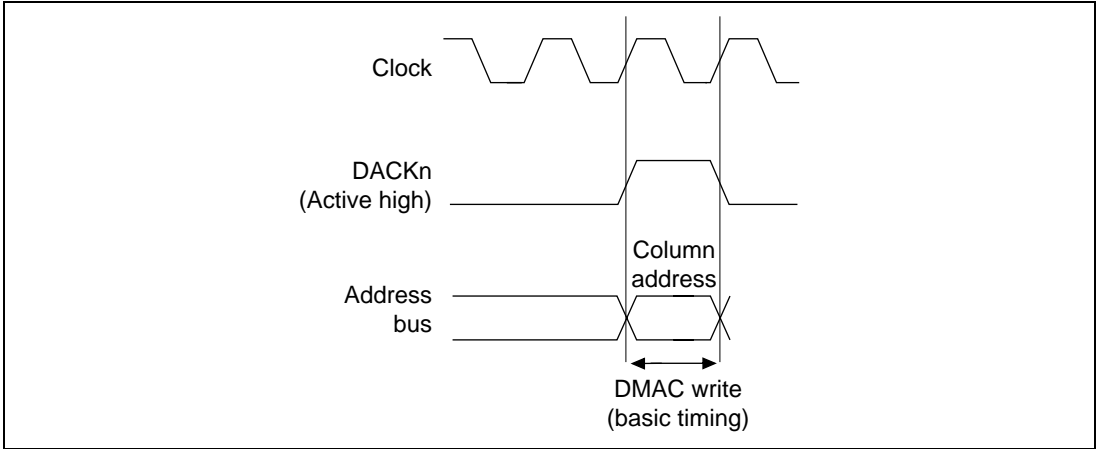 Clock
DACKn
(Active high)
Column
address
Address
bus
DMAC write
(basic timing)